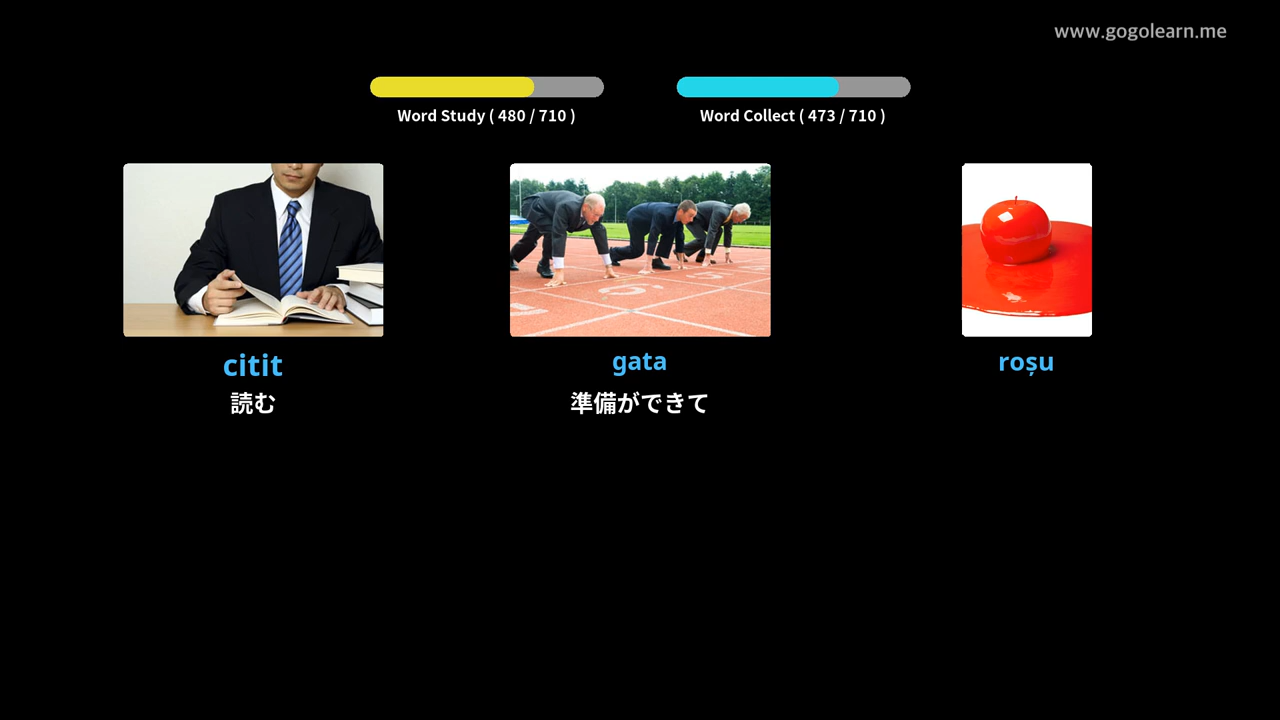 www.gogolearn.me
Word Study ( 480 / 710 )
Word Collect ( 473 / 710 )
citit
gata
roșu
読む
準備ができて